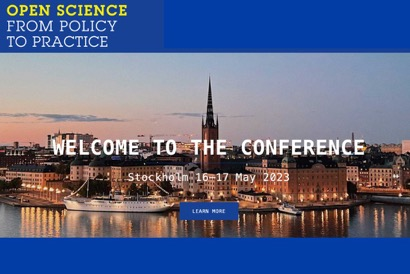 OPEN SCIENCE
FROM POLICY
TO PRACTICE
WELCOME TO THE CONFERENCE
Stockholm 16-17 May 2023
LEARN MORE